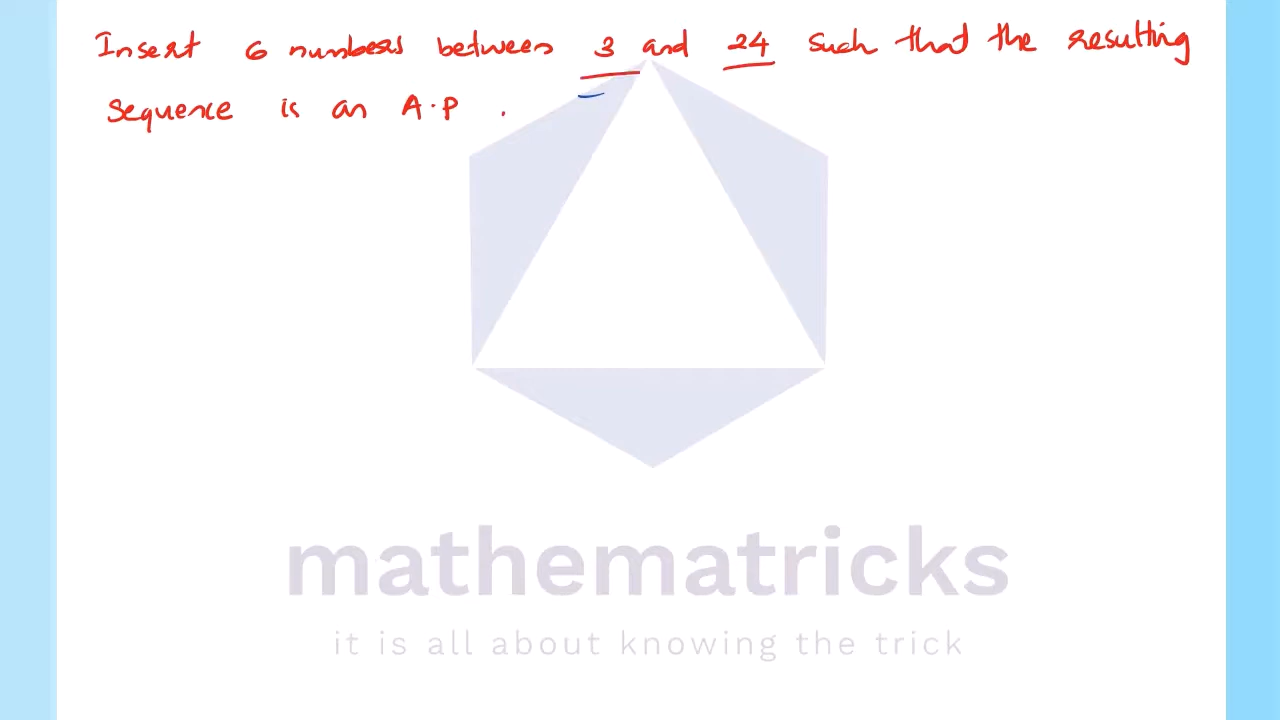 Insert 6 numbers between 3 and 24 such that the resulting
sequence is an A.P.
mathematricks
it is all about knowing the trick